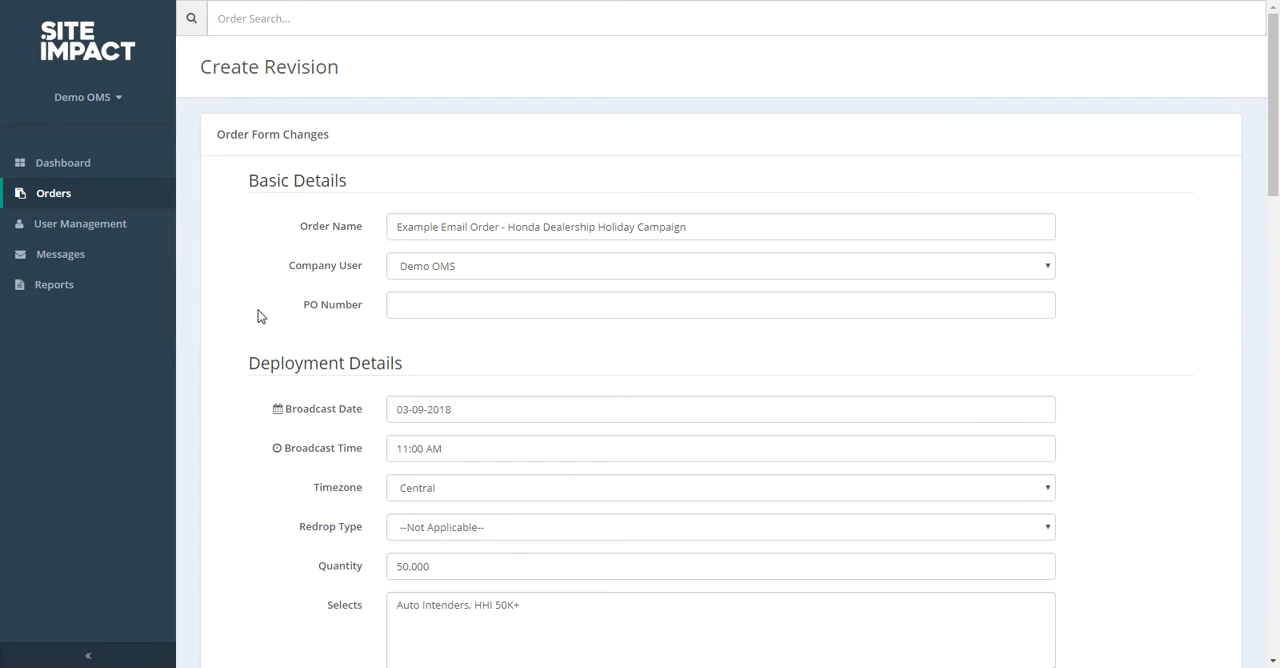 SITE
IMPACT
Demo OMS
Dashboard
Orders
User Management
Messages
Reports
«
Order Search...
Create Revision
Order Form Changes
Basic Details
Order Name
Example Email Order - Honda Dealership Holiday Campaign
Company User
Demo OMS
PO Number
Deployment Details
Broadcast Date
03-09-2018
Broadcast Time
11:00 AM
Timezone
Central
Redrop Type
--Not Applicable--
Quantity
50,000
Selects
Auto Intenders, HHI 50K+